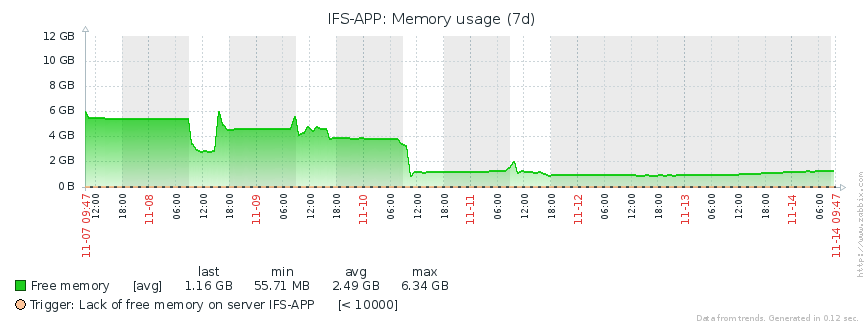 IFS-APP: Memory usage (7d)
12 GB
10 GB
8 GB
6 GB
4 GB
2 GB
0 B
11-07 09:47
12:00
18:00
11-08
06:00
12:00
18:00
11-09
06:00
12:00
18:00
11-10
06:00
12:00
18:00
11-11
06:00
12:00
18:00
11-12
06:00
12:00
18:00
11-13
06:00
12:00
18:00
11-14
06:00
11-14 09:47
http://www.zabbix.com
last min avg max
Free memory [avg] 1.16 GB 55.71 MB 2.49 GB 6.34 GB
Trigger: Lack of free memory on server IFS-APP [< 10000]
Data from trends. Generated in 0.12 sec.